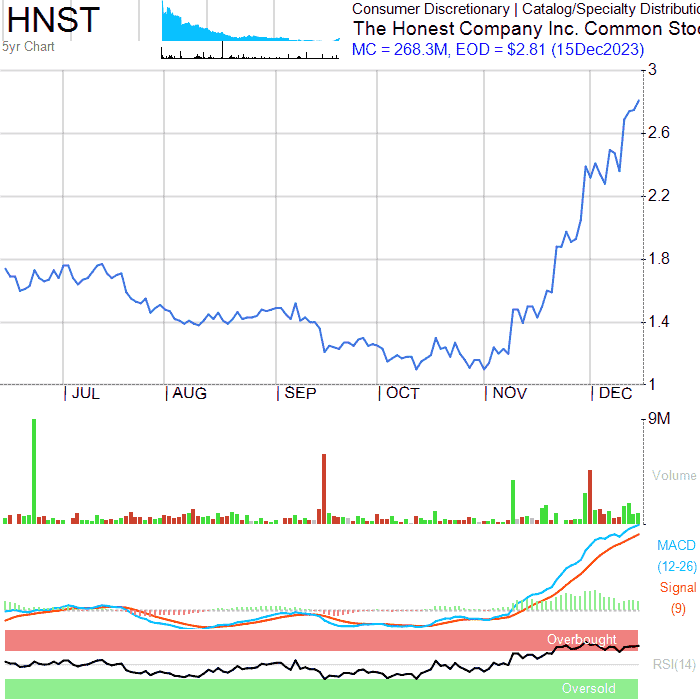 HNST
5yr Chart
Consumer Discretionary | Catalog/Specialty Distributio
The Honest Company Inc. Common Stoc
MC = 268.3M, EOD = $2.81 (15Dec2023)
3
2.6
2.2
1.8
1.4
1
JUL AUG SEP OCT NOV DEC
9M
Volume
MACD
(12-26)
Signal
(9)
Overbought
RSI(14)
Oversold